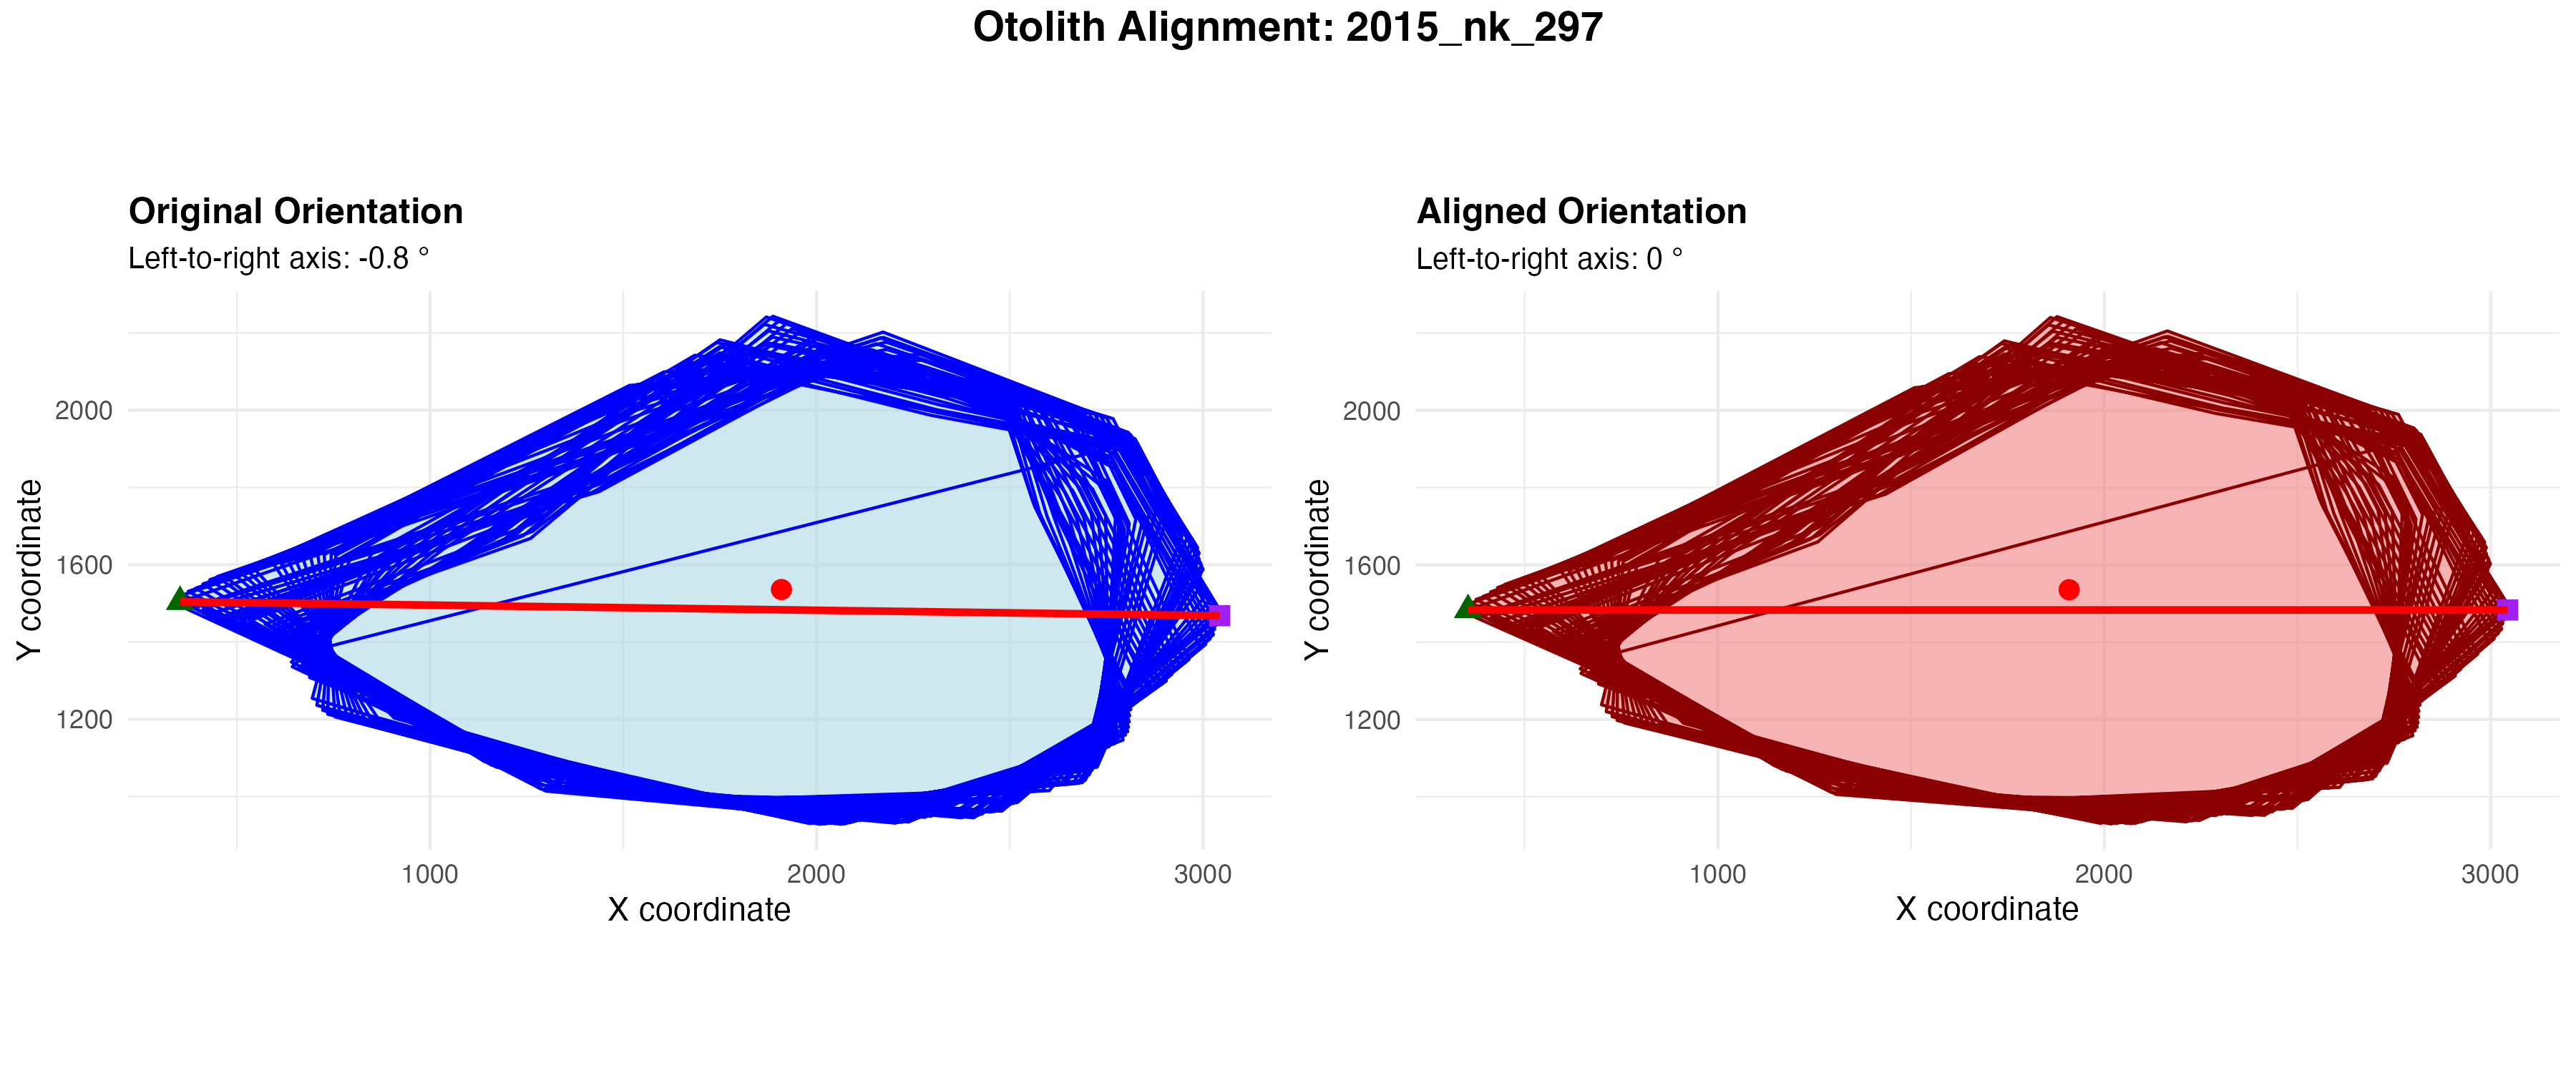 Otolith Alignment: 2015_nk_297
Original Orientation
Left-to-right axis: -0.8 °
2000
1600
1200
Y coordinate
1000
2000
3000
X coordinate
Aligned Orientation
Left-to-right axis: 0 °
2000
1600
1200
Y coordinate
1000
2000
3000
X coordinate